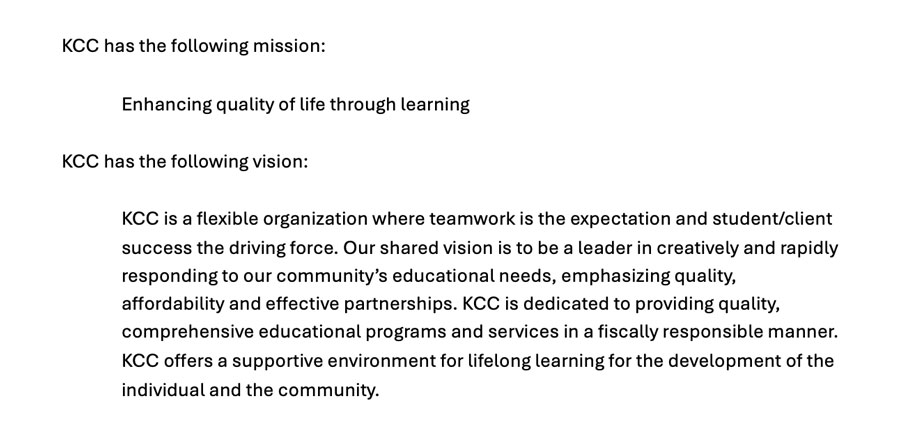 KCC has the following mission:
Enhancing quality of life through learning
KCC has the following vision:
KCC is a flexible organization where teamwork is the expectation and student/client
success the driving force. Our shared vision is to be a leader in creatively and rapidly
responding to our community’s educational needs, emphasizing quality,
affordability and effective partnerships. KCC is dedicated to providing quality,
comprehensive educational programs and services in a fiscally responsible manner.
KCC offers a supportive environment for lifelong learning for the development of the
individual and the community.